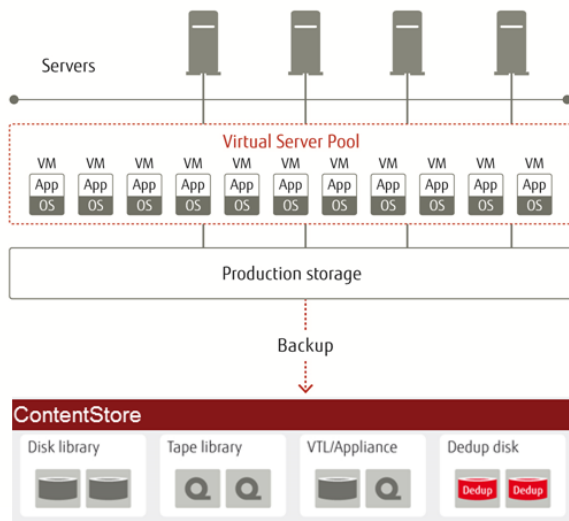 Servers
Virtual Server Pool
VM VM VM VM VM VM VM VM VM VM VM
App App App App App App App App App App App
OS OS OS OS OS OS OS OS OS OS OS
Production storage
Backup
ContentStore
Disk library Tape library VTL/Appliance Dedup disk
Dedup Dedup